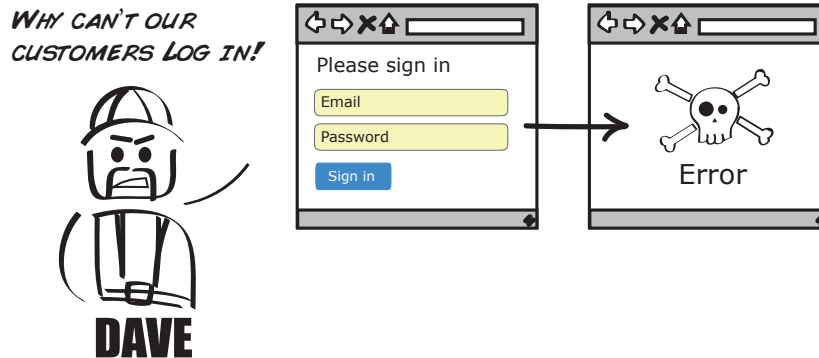 WHY CAN'T OUR
CUSTOMERS LOG IN!
Please sign in
Email
Password
Sign in
Error
DAVE